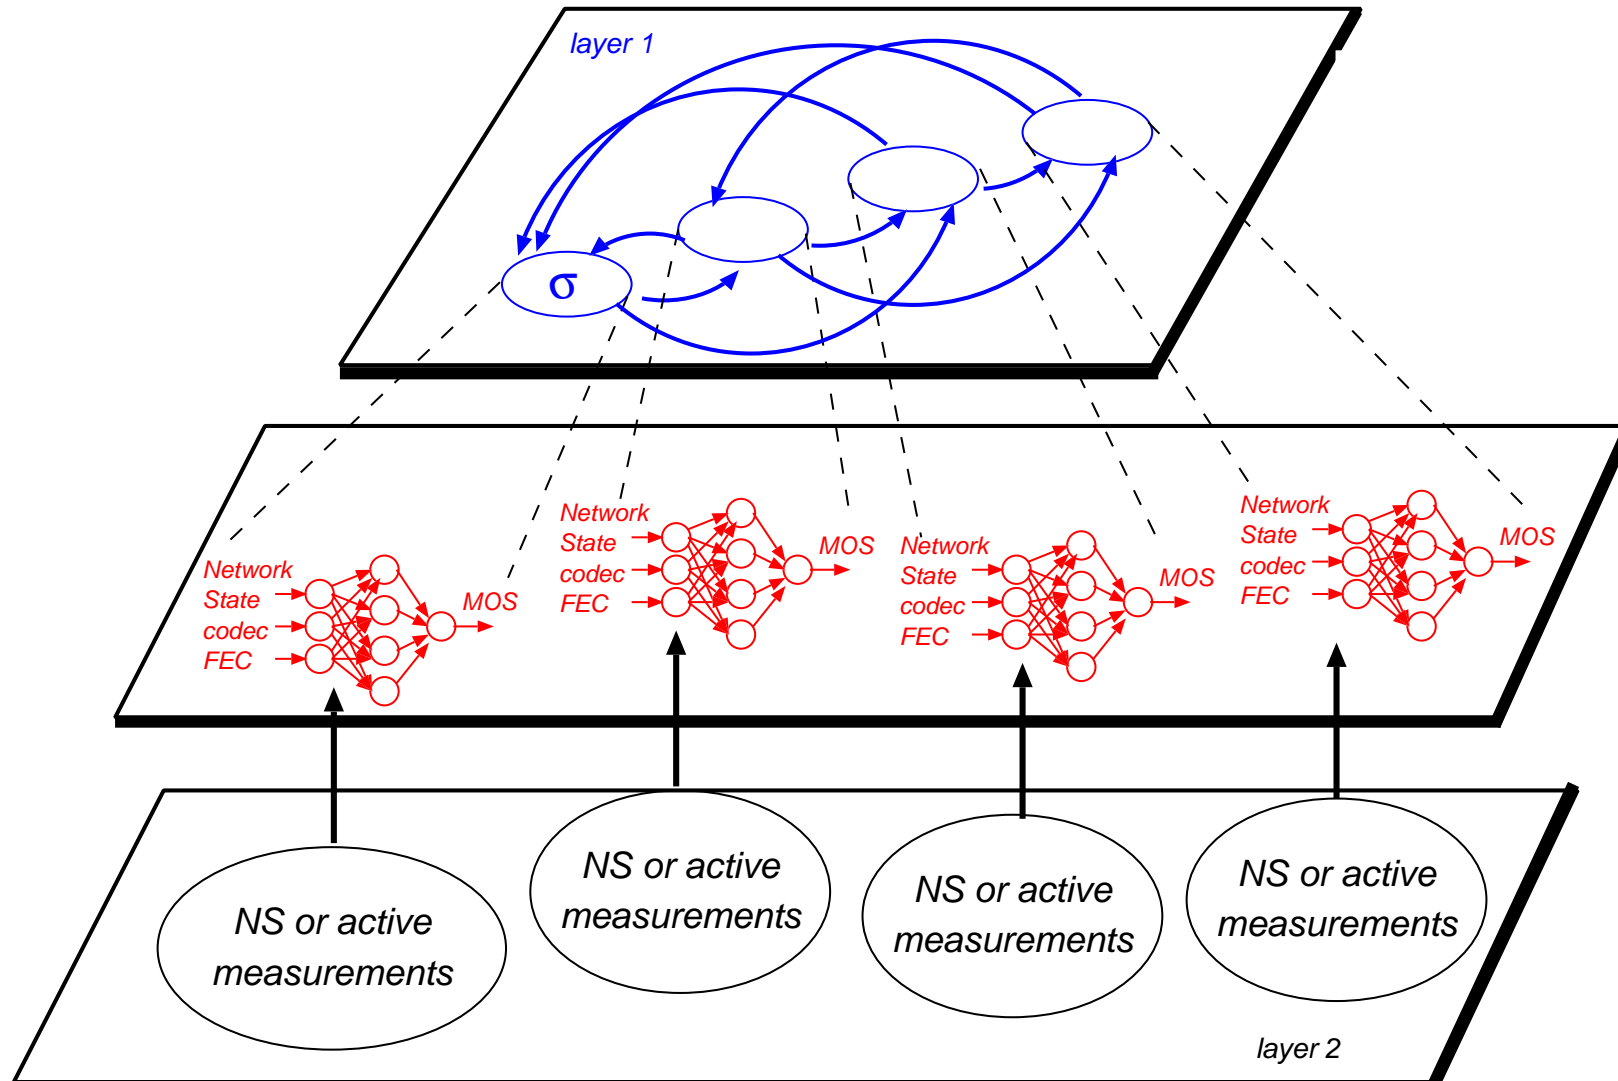 layer 1
σ
Network
State
codec
FEC
MOS
Network
State
codec
FEC
MOS
Network
State
codec
FEC
MOS
Network
State
codec
FEC
MOS
NS or active
measurements
NS or active
measurements
NS or active
measurements
NS or active
measurements
layer 2